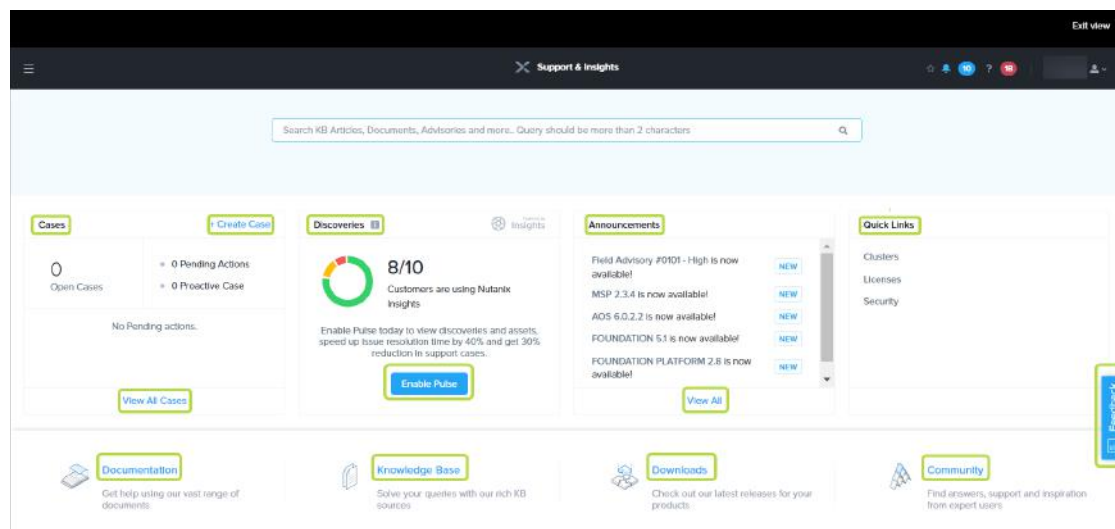 Exit view
Support & Insights
10
?
18
Search KB Articles, Documents, Advisories and more.. Query should be more than 2 characters
Cases
+ Create Case
0
Open Cases
0 Pending Actions
0 Proactive Case
No Pending actions.
View All Cases
Discoveries
Insights
8/10
Customers are using Nutanix
Insights
Enable Pulse today to view discoveries and assets,
speed up issue resolution time by 40% and get 30%
reduction in support cases.
Enable Pulse
Announcements
Field Advisory #0101 - High is now
available!
NEW
MSP 2.3.4 is now available!
NEW
AOS 6.0.2.2 is now available!
NEW
FOUNDATION 5.1 is now available!
NEW
FOUNDATION PLATFORM 2.8 is now
available!
NEW
View All
Quick Links
Clusters
Licenses
Security
Feedback
Documentation
Get help using our vast range of
documents
Knowledge Base
Solve your queries with our rich KB
sources
Downloads
Check out our latest releases for your
products
Community
Find answers, support and inspiration
from expert users